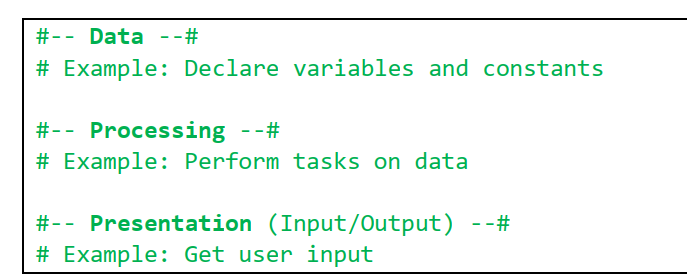 #-- Data --#
# Example: Declare variables and constants
#-- Processing --#
# Example: Perform tasks on data
#-- Presentation (Input/Output) --#
# Example: Get user input